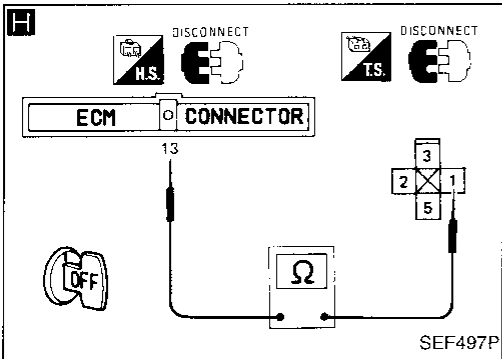 H
DISCONNECT
H.S.
DISCONNECT
T.S.
ECM CONNECTOR
13
3
2 1
5
OFF
Ω
SEF497P